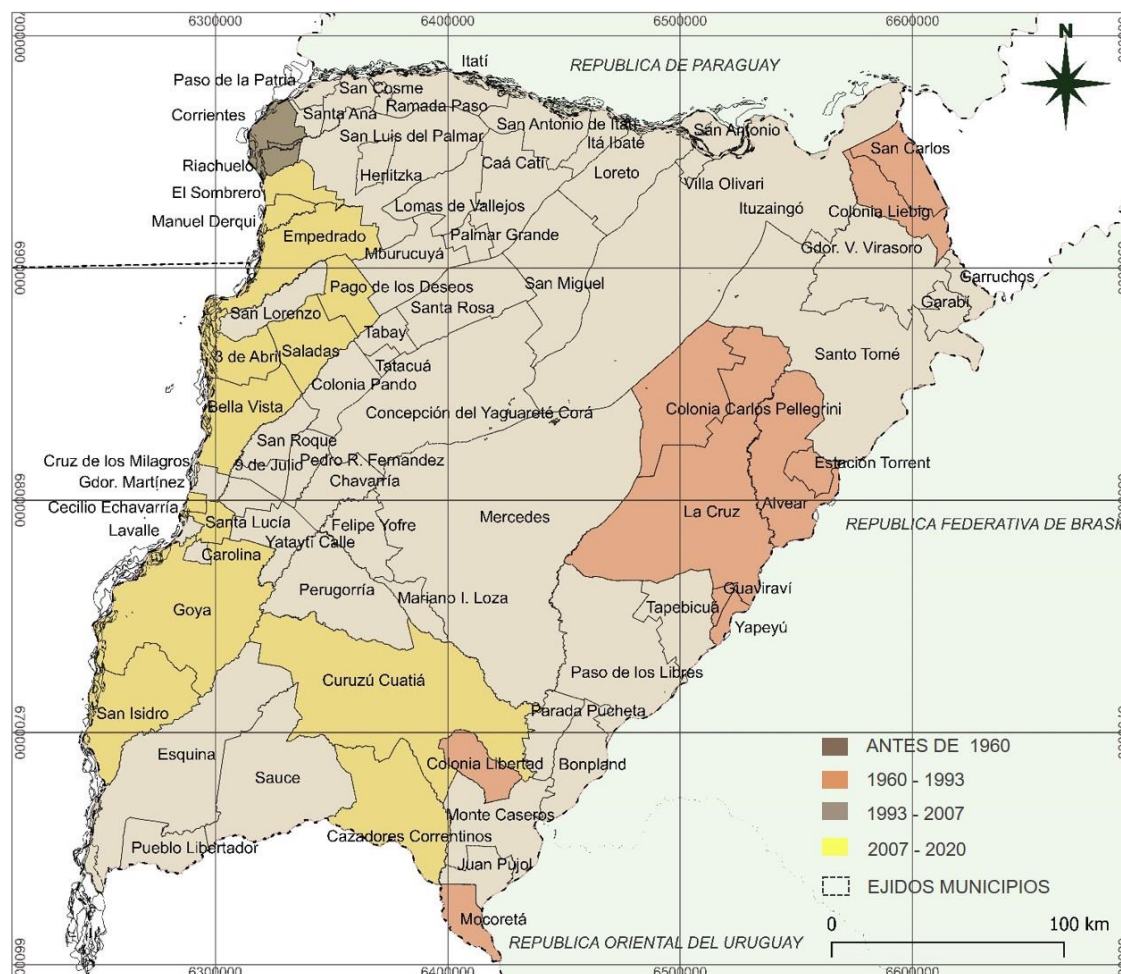 6300000
6400000
6500000
6600000
Itatí
REPUBLICA DE PARAGUAY
N
Paso de la Patria
San Cosme
Ramada Paso
Corrientes
Santa Ana
San Antonio de Itatí
San Antonio
San Luis del Palmar
Itá Ibaté
San Carlos
Riachuelo
Caá Catí
Loreto
Herlitzka
Villa Olivari
El Sombrero
Lomas de Vallejos
Ituzaingó
Colonia Liebig
Manuel Derqui
Empedrado
Palmar Grande
Gdor. V. Virasoro
Mburucuyá
Garruchos
Pago de los Deseos
San Miguel
Garabí
San Lorenzo
Santa Rosa
Tabay
3 de Abril
Saladas
Santo Tomé
Tatacuá
Colonia Pando
Bella Vista
Concepción del Yaguareté Corá
Colonia Carlos Pellegrini
San Roque
Cruz de los Milagros
9 de Julio
Pedro R. Fernandez
Estación Torrent
Gdor. Martínez
Chavarría
Cecilio Echavarría
Mercedes
La Cruz
Alvear
Lavalle
Santa Lucía
Felipe Yofre
REPUBLICA FEDERATIVA DE BRASI
Yataytí Calle
Carolina
Perugorría
Mariano I. Loza
Guaviraví
Goya
Tapebicuá
Yapeyú
Curuzú Cuatiá
Paso de los Libres
San Isidro
Parada Pucheta
Esquina
Colonia Libertad
Bonpland
ANTES DE 1960
Sauce
1960 - 1993
Monte Caseros
1993 - 2007
Cazadores Correntinos
Pueblo Libertador
Juan Pujol
2007 - 2020
EJIDOS MUNICIPIOS
Mocoretá
0 100 km
REPUBLICA ORIENTAL DEL URUGUAY
6300000
6400000
6500000
6600000